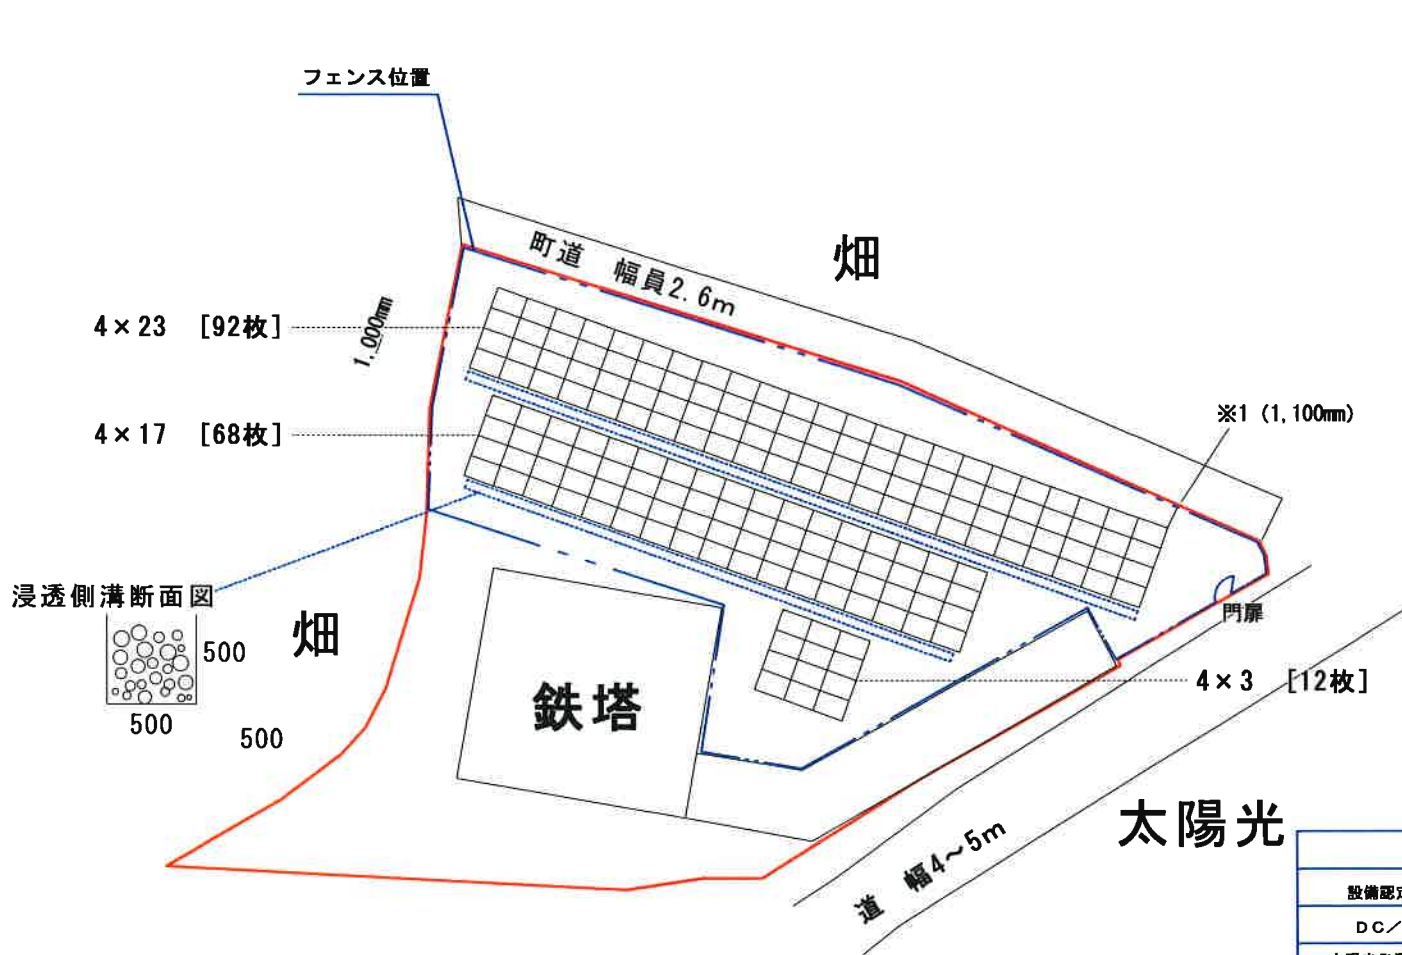 フェンス位置
畑
町道 幅員2.6m
4×23 [92枚]
1,000mm
※1 (1,100mm)
4×17 [68枚]
浸透側溝断面図
門扉
畑
500
4×3 [12枚]
鉄塔
500
500
太陽光
道 幅4～5m
設備認定
DC／